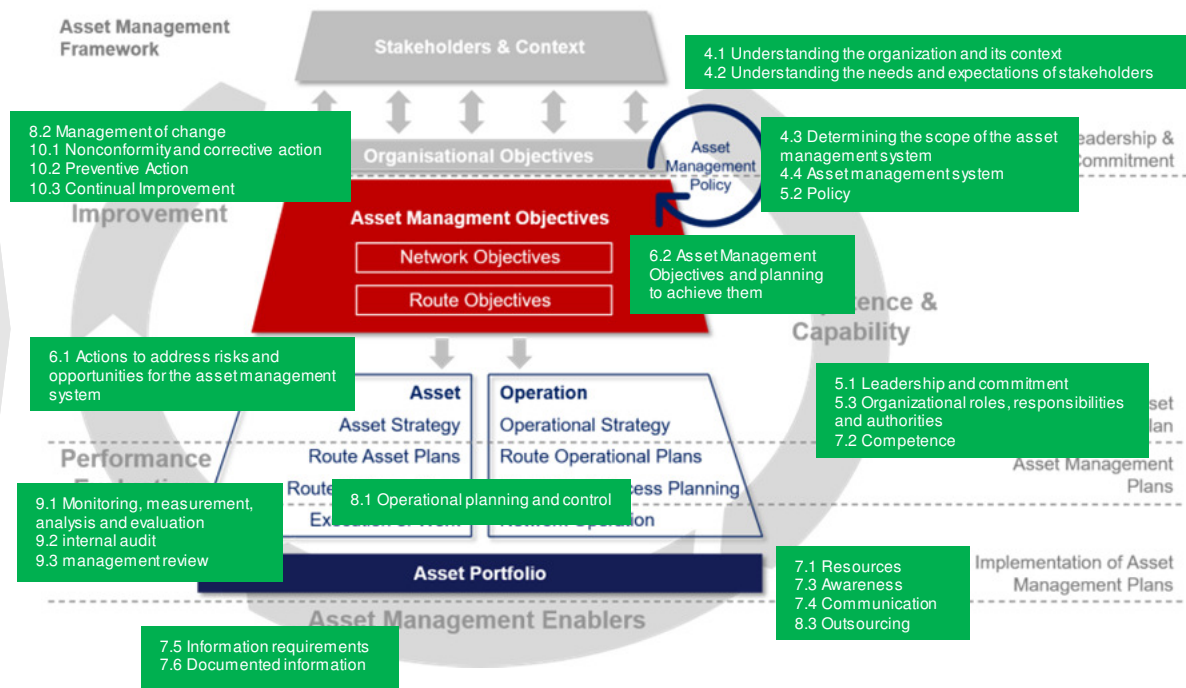 Asset Management
Framework
Stakeholders & Context
4.1 Understanding the organization and its context
4.2 Understanding the needs and expectations of stakeholders
8.2 Management of change
10.1 Nonconformity and corrective action
10.2 Preventive Action
10.3 Continual Improvement
Organisational Objectives
Asset
Management
Policy
4.3 Determining the scope of the asset
management system
4.4 Asset management system
5.2 Policy
&
Improvement
Asset Managment Objectives
Network Objectives
Route Objectives
6.2 Asset Management
Objectives and planning
to achieve them
&
Capability
6.1 Actions to address risks and
opportunities for the asset management
system
Asset
Asset Strategy
Route Asset Plans
Operation
Operational Strategy
Route Operational Plans
Planning
5.1 Leadership and commitment
5.3 Organizational roles, responsibilities
and authorities
7.2 Competence
Asset Management
Plans
Performance
8.1 Operational planning and control
9.1 Monitoring, measurement,
analysis and evaluation
9.2 internal audit
9.3 management review
Asset Portfolio
7.1 Resources
7.3 Awareness
7.4 Communication
8.3 Outsourcing
Implementation of Asset
Management Plans
Asset Management Enablers
7.5 Information requirements
7.6 Documented information